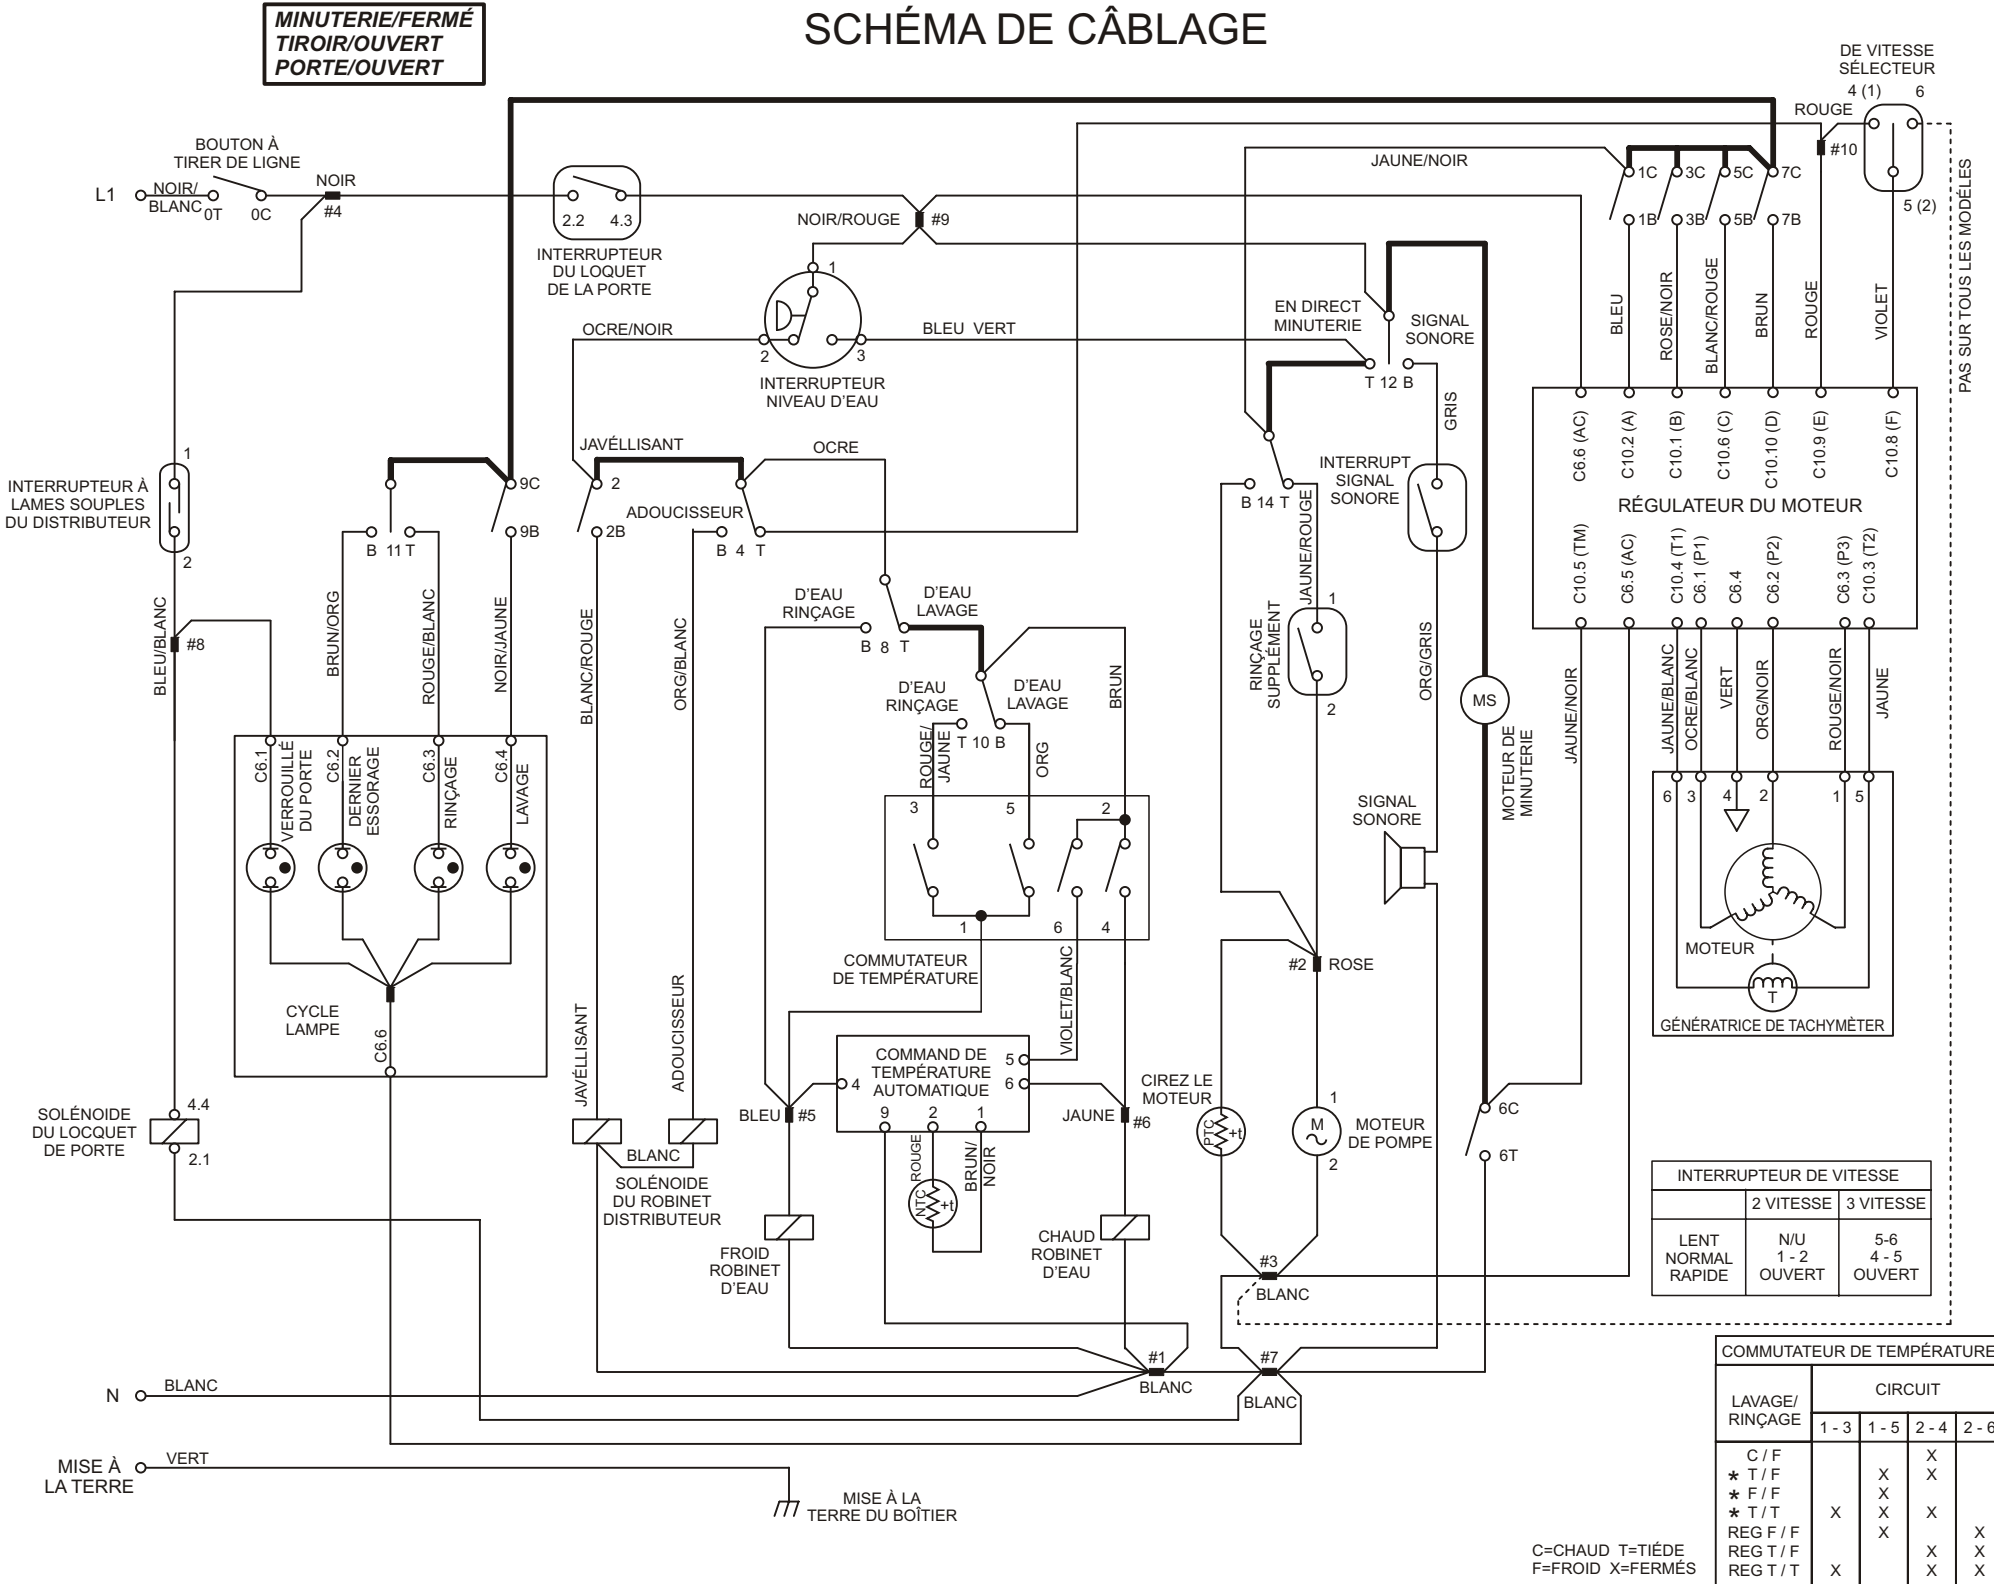 MINUTERIE/FERMÉ
TIROIR/OUVERT
PORTE/OUVERT
SCHÉMA DE CÂBLAGE
DE VITESSE
SÉLECTEUR
4 (1)
6
ROUGE
#10
5 (2)
PAS SUR TOUS LES MODÉLES
BOUTON À
TIRER DE LIGNE
L1
NOIR/
BLANC
0T
0C
NOIR
#4
2.2
4.3
INTERRUPTEUR
DU LOQUET
DE LA PORTE
NOIR/ROUGE
#9
JAUNE/NOIR
1C
3C
5C
7C
1B
3B
5B
7B
BLEU
ROSE/NOIR
BLANC/ROUGE
BRUN
ROUGE
VIOLET
OCRE/NOIR
1
2
3
BLEU VERT
INTERRUPTEUR
NIVEAU D'EAU
EN DIRECT
MINUTERIE
SIGNAL
SONORE
T 12 B
GRIS
INTERRUPT
SIGNAL
SONORE
B 14 T
JAUNE/ROUGE
1
INTERRUPTEUR À
LAMES SOUPLES
DU DISTRIBUTEUR
2
9C
9B
B 11 T
JAVÉLLISANT
OCRE
2
2B
ADOUCISSEUR
B 4 T
C6.6 (AC)
C10.2 (A)
C10.1 (B)
C10.6 (C)
C10.10 (D)
C10.9 (E)
C10.8 (F)
RÉGULATEUR DU MOTEUR
C10.5 (TM)
C6.5 (AC)
C10.4 (T1)
C6.1 (P1)
C6.4
C6.2 (P2)
C6.3 (P3)
C10.3 (T2)
BLEU/BLANC
#8
BRUN/ORG
ROUGE/BLANC
NOIR/JAUNE
BLANC/ROUGE
ORG/BLANC
D'EAU
RINÇAGE
D'EAU
LAVAGE
B 8 T
D'EAU
RINÇAGE
D'EAU
LAVAGE
T 10 B
ROUGE/
JAUNE
ORG
BRUN
RINÇAGE
SUPPLÉMENT
1
2
ORG/GRIS
MS
MOTEUR DE
MINUTERIE
JAUNE/NOIR
JAUNE/BLANC
OCRE/BLANC
VERT
ORG/NOIR
ROUGE/NOIR
JAUNE
C6.1
VERROUILLÉ
DU PORTE
C6.2
DERNIER
ESSORAGE
C6.3
RINÇAGE
C6.4
LAVAGE
CYCLE
LAMPE
C6.6
3
5
2
1
6
4
COMMUTATEUR
DE TEMPÉRATURE
VIOLET/BLANC
SIGNAL
SONORE
#2
ROSE
6
3
4
2
1
5
MOTEUR
T
GÉNÉRATRICE DE TACHYMÈTER
JAVÉLLISANT
ADOUCISSEUR
COMMAND DE
TEMPÉRATURE
AUTOMATIQUE
4
5
6
9
2
1
BLEU
#5
JAUNE
#6
ROUGE
BRUN/
NOIR
NTC
+t
CIREZ LE
MOTEUR
PTC
+t
M
1
2
MOTEUR
DE POMPE
6C
6T
SOLÉNOIDE
DU LOCQUET
DE PORTE
4.4
2.1
BLANC
SOLÉNOIDE
DU ROBINET
DISTRIBUTEUR
FROID
ROBINET
D'EAU
CHAUD
ROBINET
D'EAU
#3
BLANC
INTERRUPTEUR DE VITESSE
2 VITESSE
3 VITESSE
LENT N/U 5-6
NORMAL 1 - 2 4 - 5
RAPIDE OUVERT OUVERT
#1
BLANC
#7
BLANC
N
BLANC
MISE À
LA TERRE
VERT
MISE À LA
TERRE DU BOÎTIER
COMMUTATEUR DE TEMPÉRATURE
LAVAGE/
RINÇAGE
CIRCUIT
1 - 3 1 - 5 2 - 4 2 - 6
C / F X
* T / F X X
* F / F X
* T / T X X X
REG F / F X X
REG T / F X X
REG T / T X X X
C=CHAUD T=TIÉDE
F=FROID X=FERMÉS